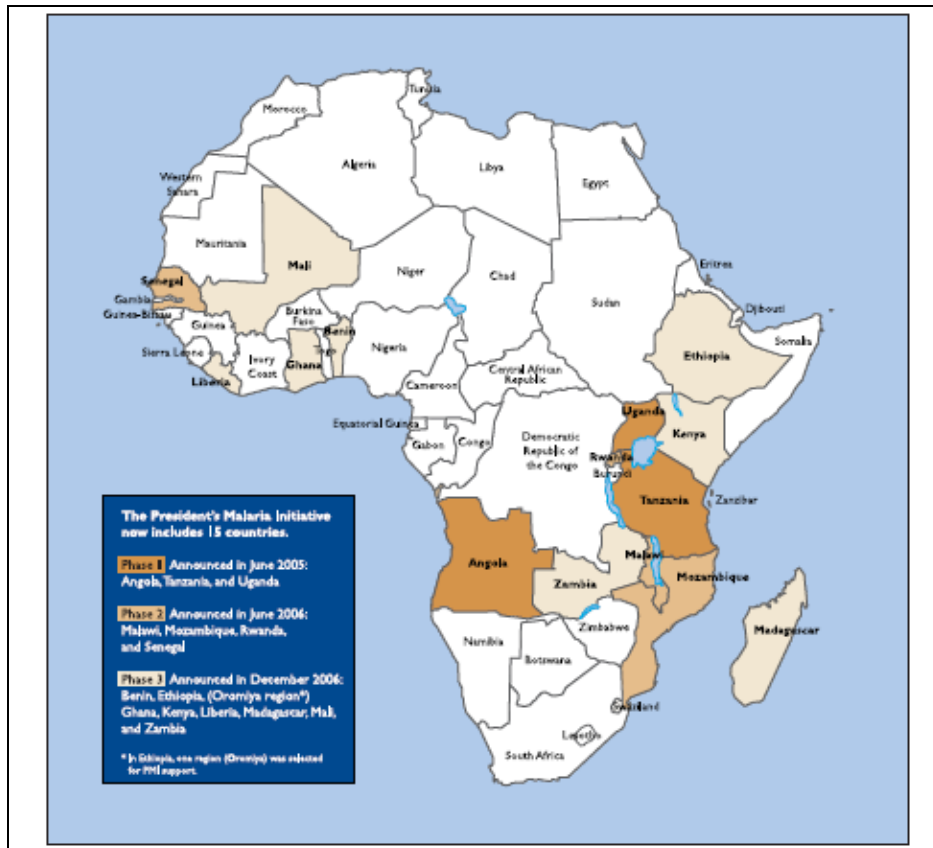 Tunisia
Morocco
Algeria
Libya
Egypt
Western
Sahara
Mauritania
Mali
Niger
Chad
Sudan
Eritrea
Senegal
Gambia
Guinea-Bissau
Guinea
Burkina
Faso
Benin
Djibouti
Somalia
Sierra Leone
Ivory
Coast
Ghana
Togo
Nigeria
Ethiopia
Liberia
Central African
Republic
Cameroon
Equatorial Guinea
Uganda
Kenya
Gabon
Congo
Democratic
Republic of
the Congo
Rwanda
Burundi
Tanzania
Zanzibar
The President's Malaria Initiative
now includes 15 countries.
Phase 1 Announced in June 2005:
Angola, Tanzania, and Uganda
Phase 2 Announced in June 2006:
Malawi, Mozambique, Rwanda,
and Senegal
Phase 3 Announced in December 2006:
Benin, Ethiopia, (Oromiya region*)
Ghana, Kenya, Liberia, Madagascar, Mali,
and Zambia
* In Ethiopia, one region (Oromiya) was selected
for PMI support.
Angola
Malawi
Zambia
Mozambique
Zimbabwe
Madagascar
Namibia
Botswana
Swaziland
Lesotho
South Africa